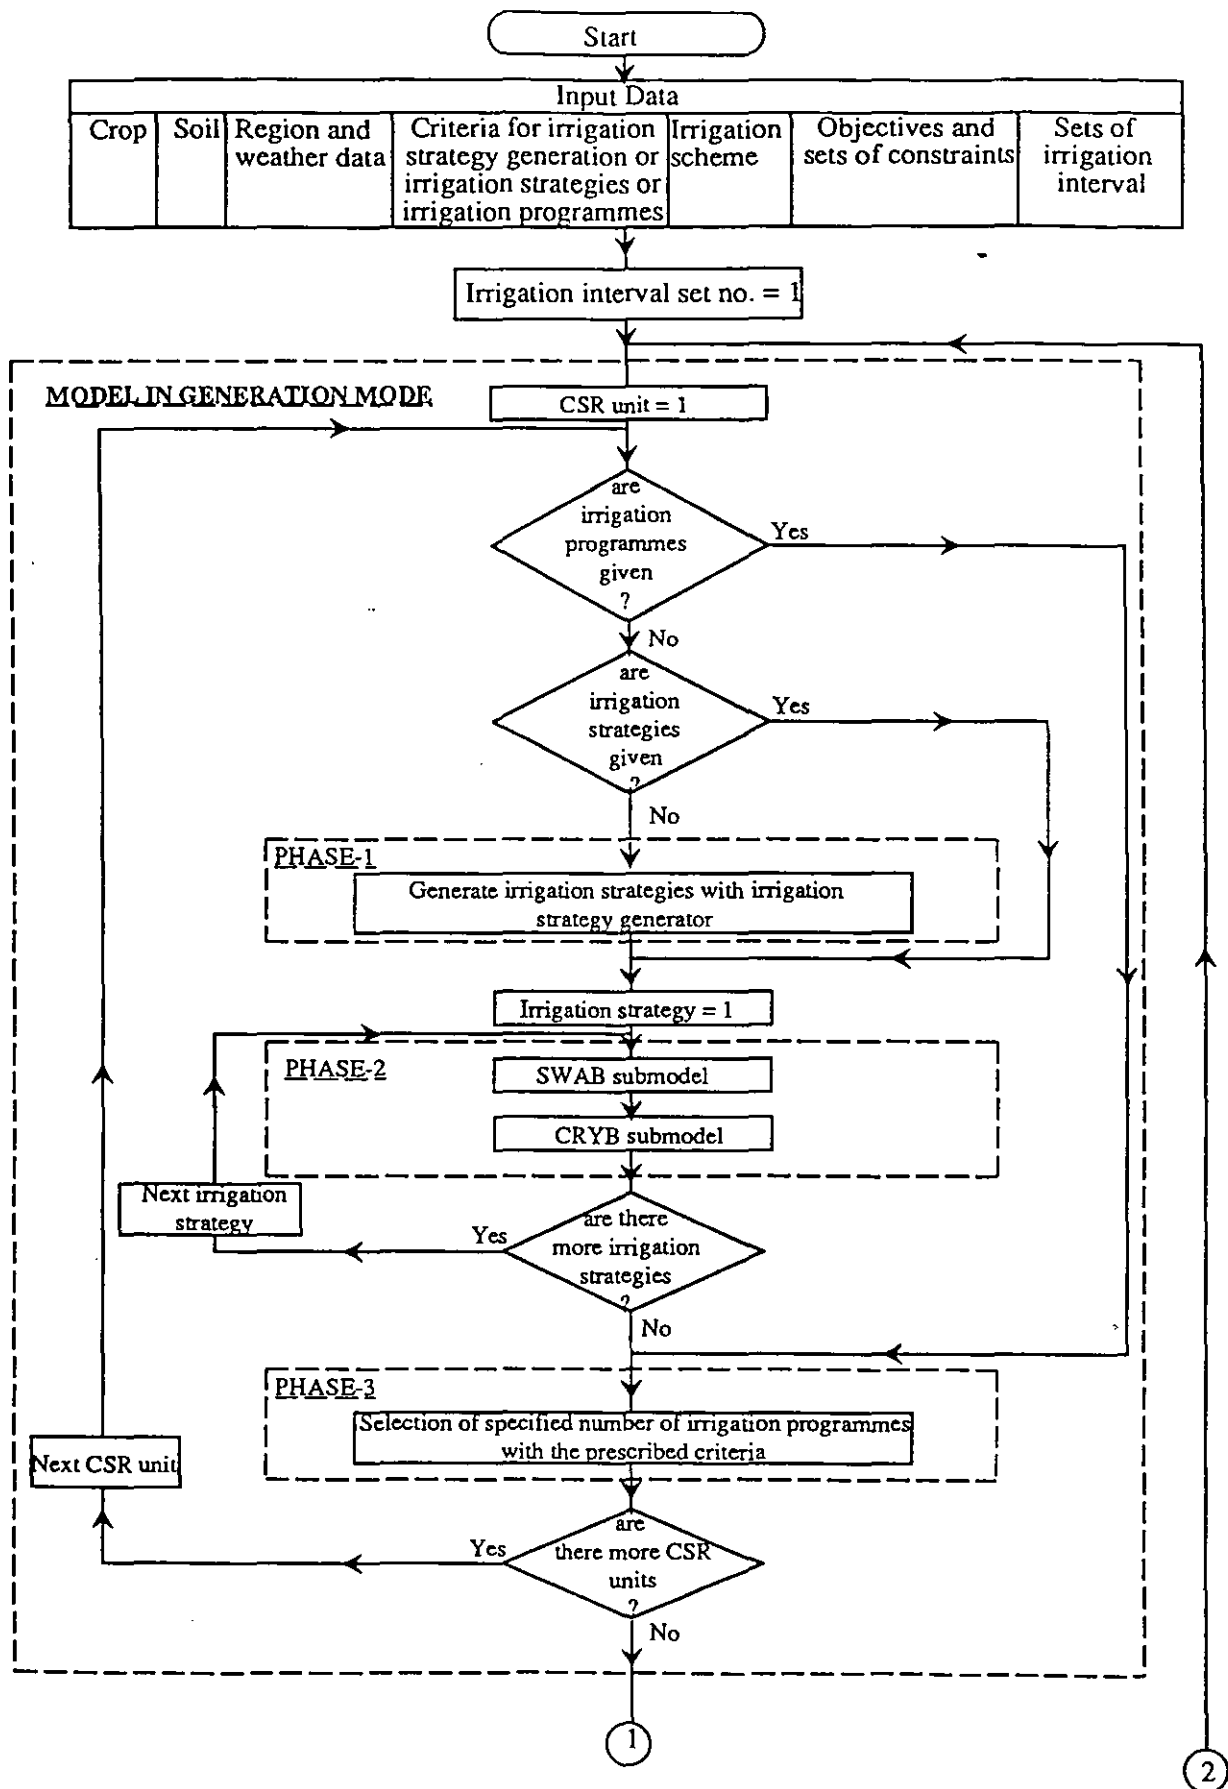 Start
Input Data
Crop
Soil
Region and
weather data
Criteria for irrigation
strategy generation or
irrigation strategies or
irrigation programmes
Irrigation
scheme
Objectives and
sets of constraints
Sets of
irrigation
interval
Irrigation interval set no. = 1
MODEL IN GENERATION MODE
CSR unit = 1
are
irrigation
programmes
given
?
Yes
No
are
irrigation
strategies
given
?
Yes
No
PHASE-1
Generate irrigation strategies with irrigation
strategy generator
Irrigation strategy = 1
PHASE-2
SWAB submodel
CRYB submodel
Next irrigation
strategy
Yes
are there
more irrigation
strategies
?
No
PHASE-3
Selection of specified number of irrigation programmes
with the prescribed criteria
Next CSR unit
Yes
are
there more CSR
units
?
No
1
2